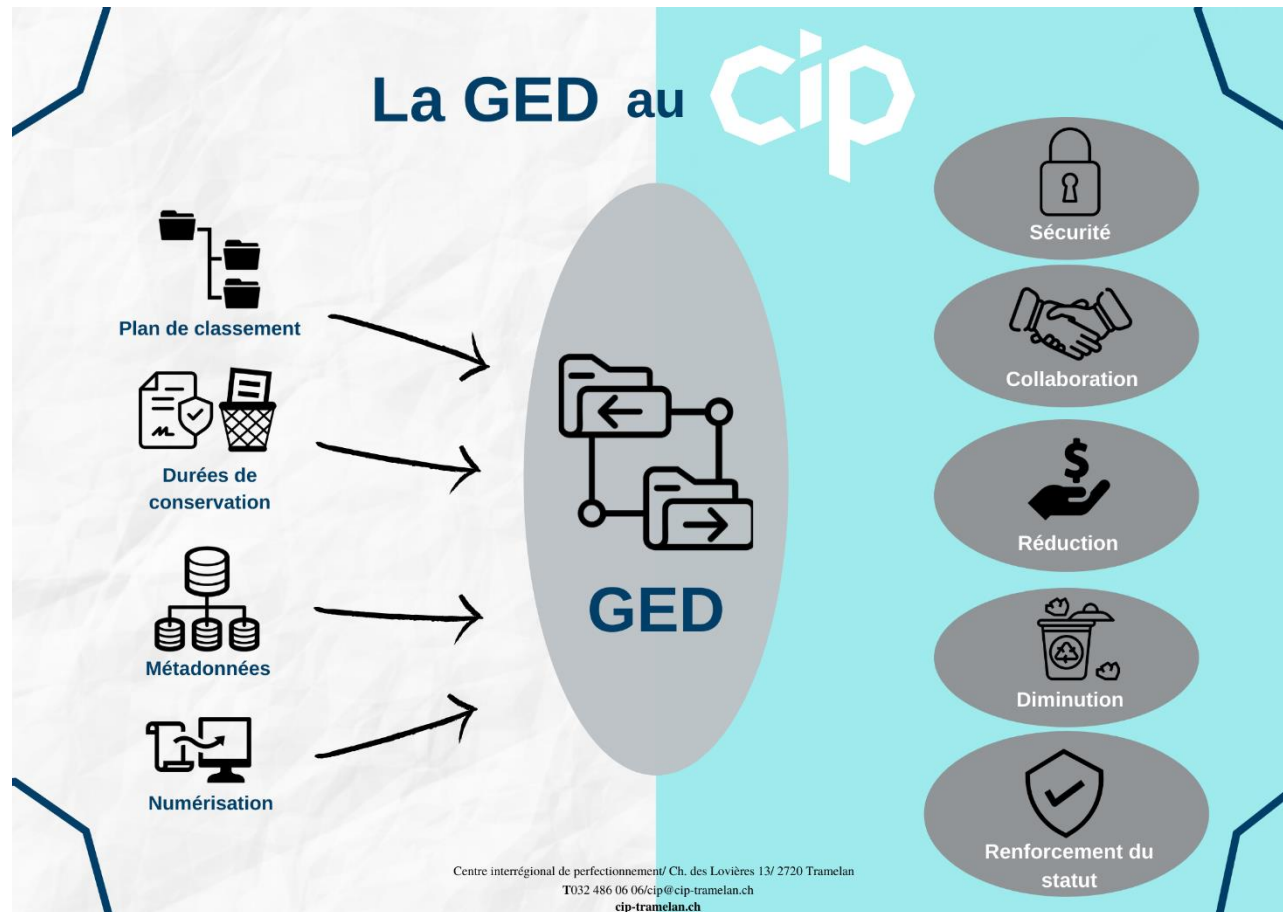 La GED au cip
Plan de classement
Durées de
conservation
Métadonnées
Numérisation
GED
Sécurité
Collaboration
$
Réduction
Diminution
Renforcement du
statut
Centre interrégional de perfectionnement/ Ch. des Lovières 13/ 2720 Tramelan
T032 486 06 06/cip@cip-tramelan.ch
cip-tramelan.ch